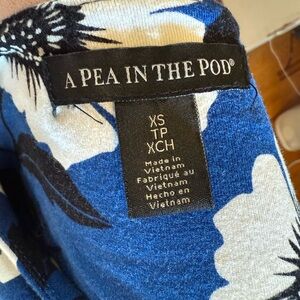 A PEA IN THE POD®
XS
TP
XCH
Made in
Vietnam
Fabriqué au
Vietnam
Hecho en
Vietnam